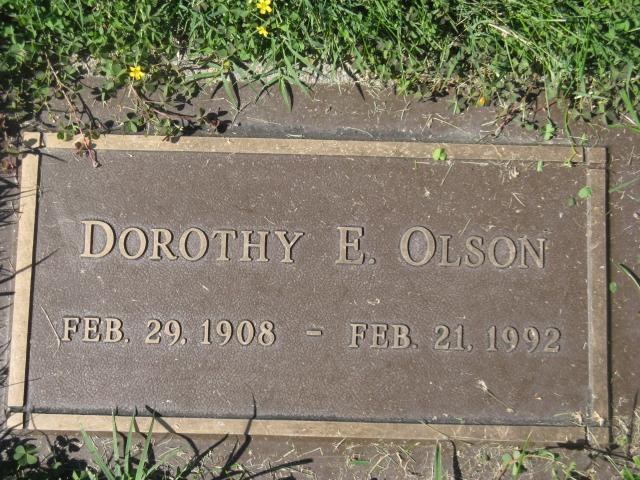 DOROTHY E. OLSON
FEB. 29, 1908 – FEB. 21, 1992